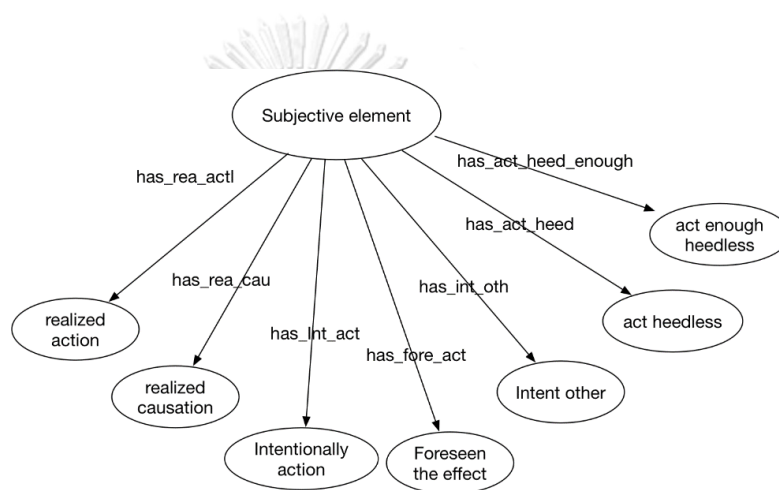 Subjective element
has_act_heed_enough
has_rea_actl
act enough
heedless
has_act_heed
has_rea_cau
has_int_oth
realized
action
act heedless
has_Int_act
has_fore_act
realized
causation
Intent other
Intentionally
action
Foreseen
the effect